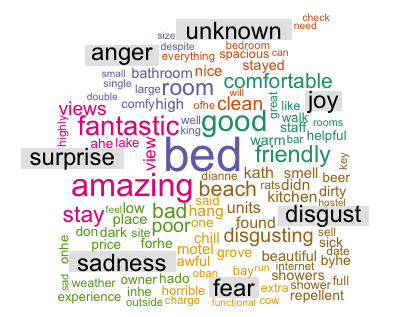 check
unknown need
size
anger despite bedroom
everything spacious can
small bathroom nice stayed
single large room comfortable
double will
comfy high ofhe clean great like joy
views
highly fantastic well king good walk rooms
staff
ahe lake view bed warm bar helpful
surprise friendly
dianne kath smell beer key
amazing beach rats didn dirty
kitchen hostel
stay feel low bad said hang units disgust
place one found
don dark site poor disgusting sell
onhe price forhe chill sick
motel grove beautiful date
sadness awful byhe
sad oban bay run internet
weather owner hado showers full
experience inhe horrible fear extra shower repellent
outside charge functional cow